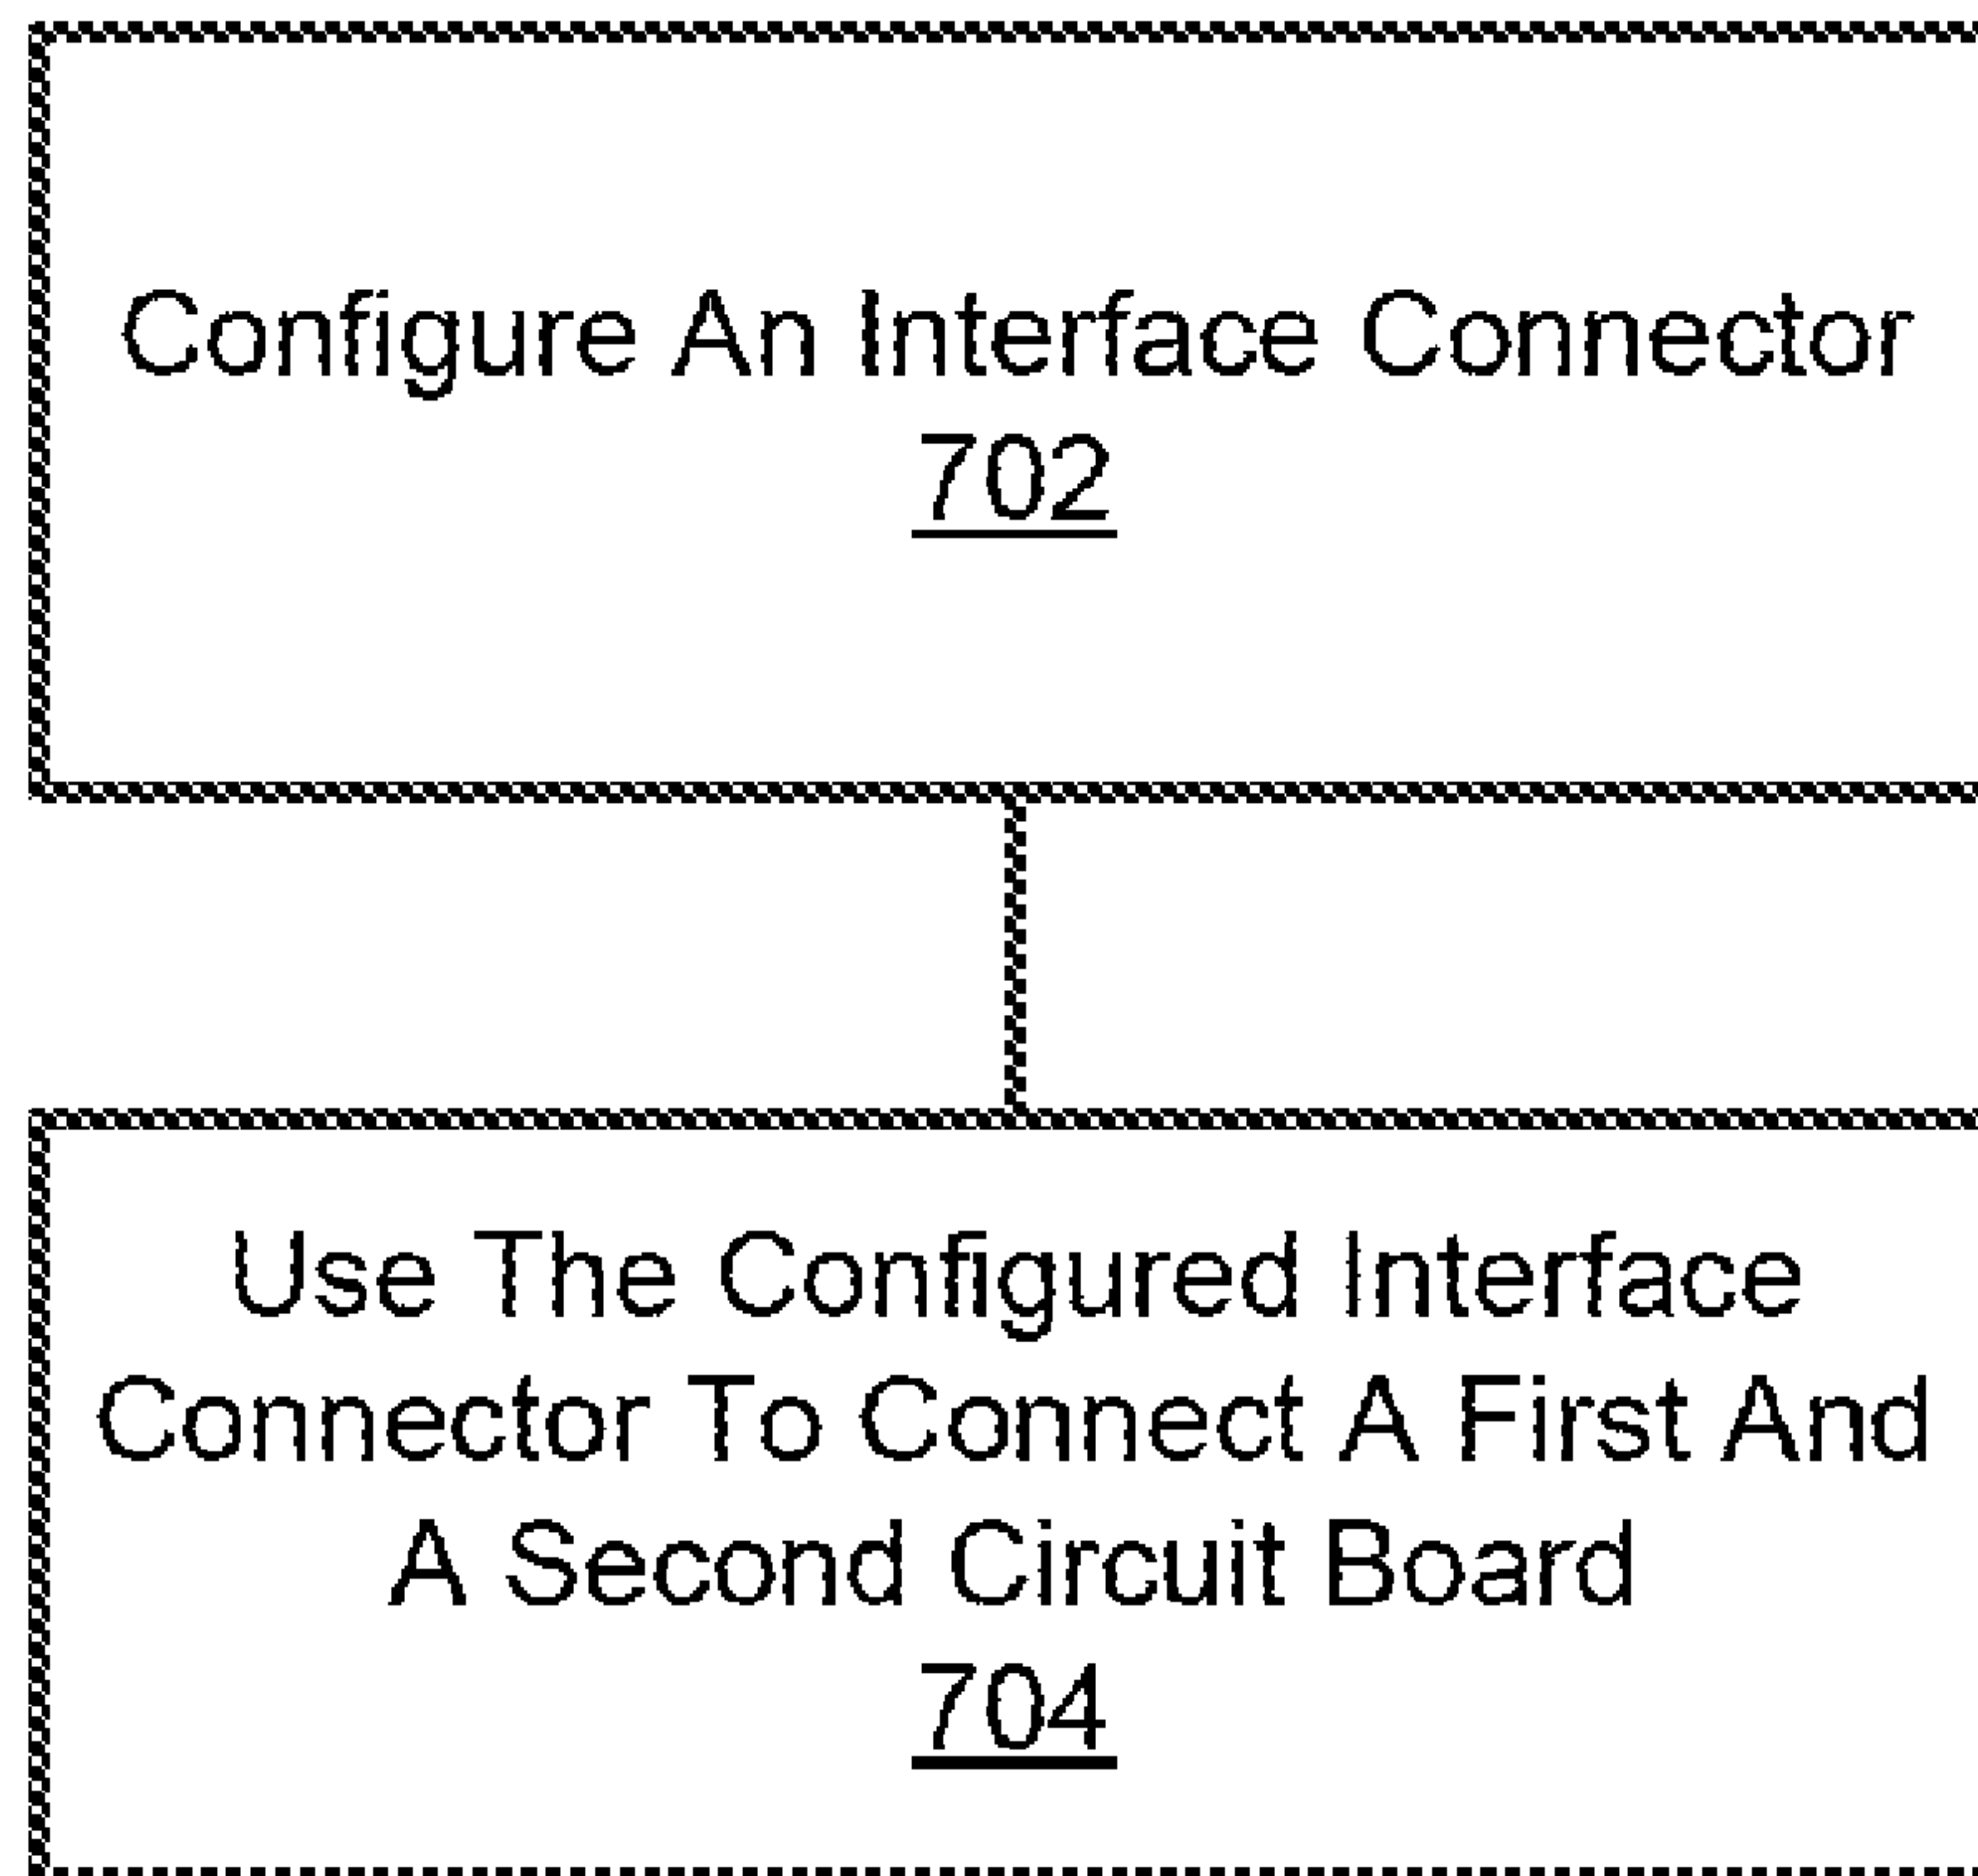 Configure An Interface Connector
702
Use The Configured Interface
Connector To Connect A First And
A Second Circuit Board
704